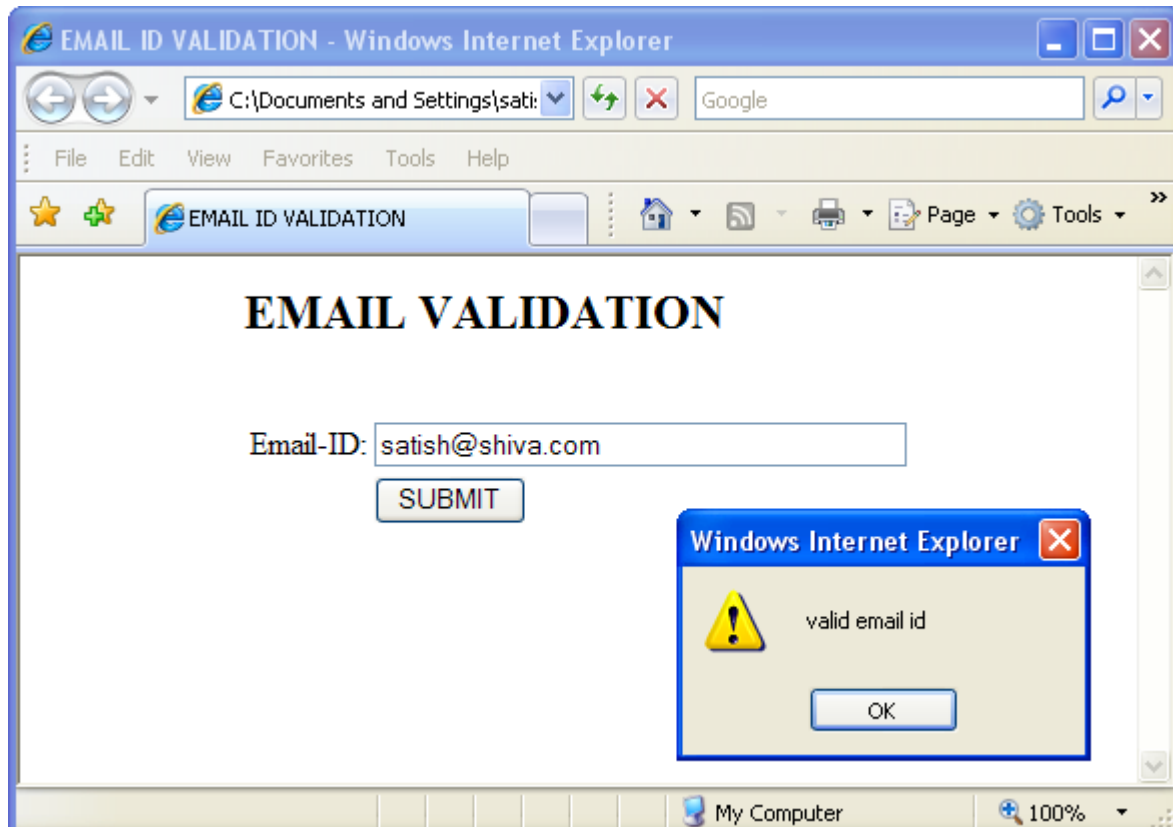 EMAIL ID VALIDATION - Windows Internet Explorer
C:\Documents and Settings\sati
Google
File Edit View Favorites Tools Help
EMAIL ID VALIDATION
Page Tools »
EMAIL VALIDATION
Email-ID: satish@shiva.com
SUBMIT
Windows Internet Explorer
valid email id
OK
My Computer 100%